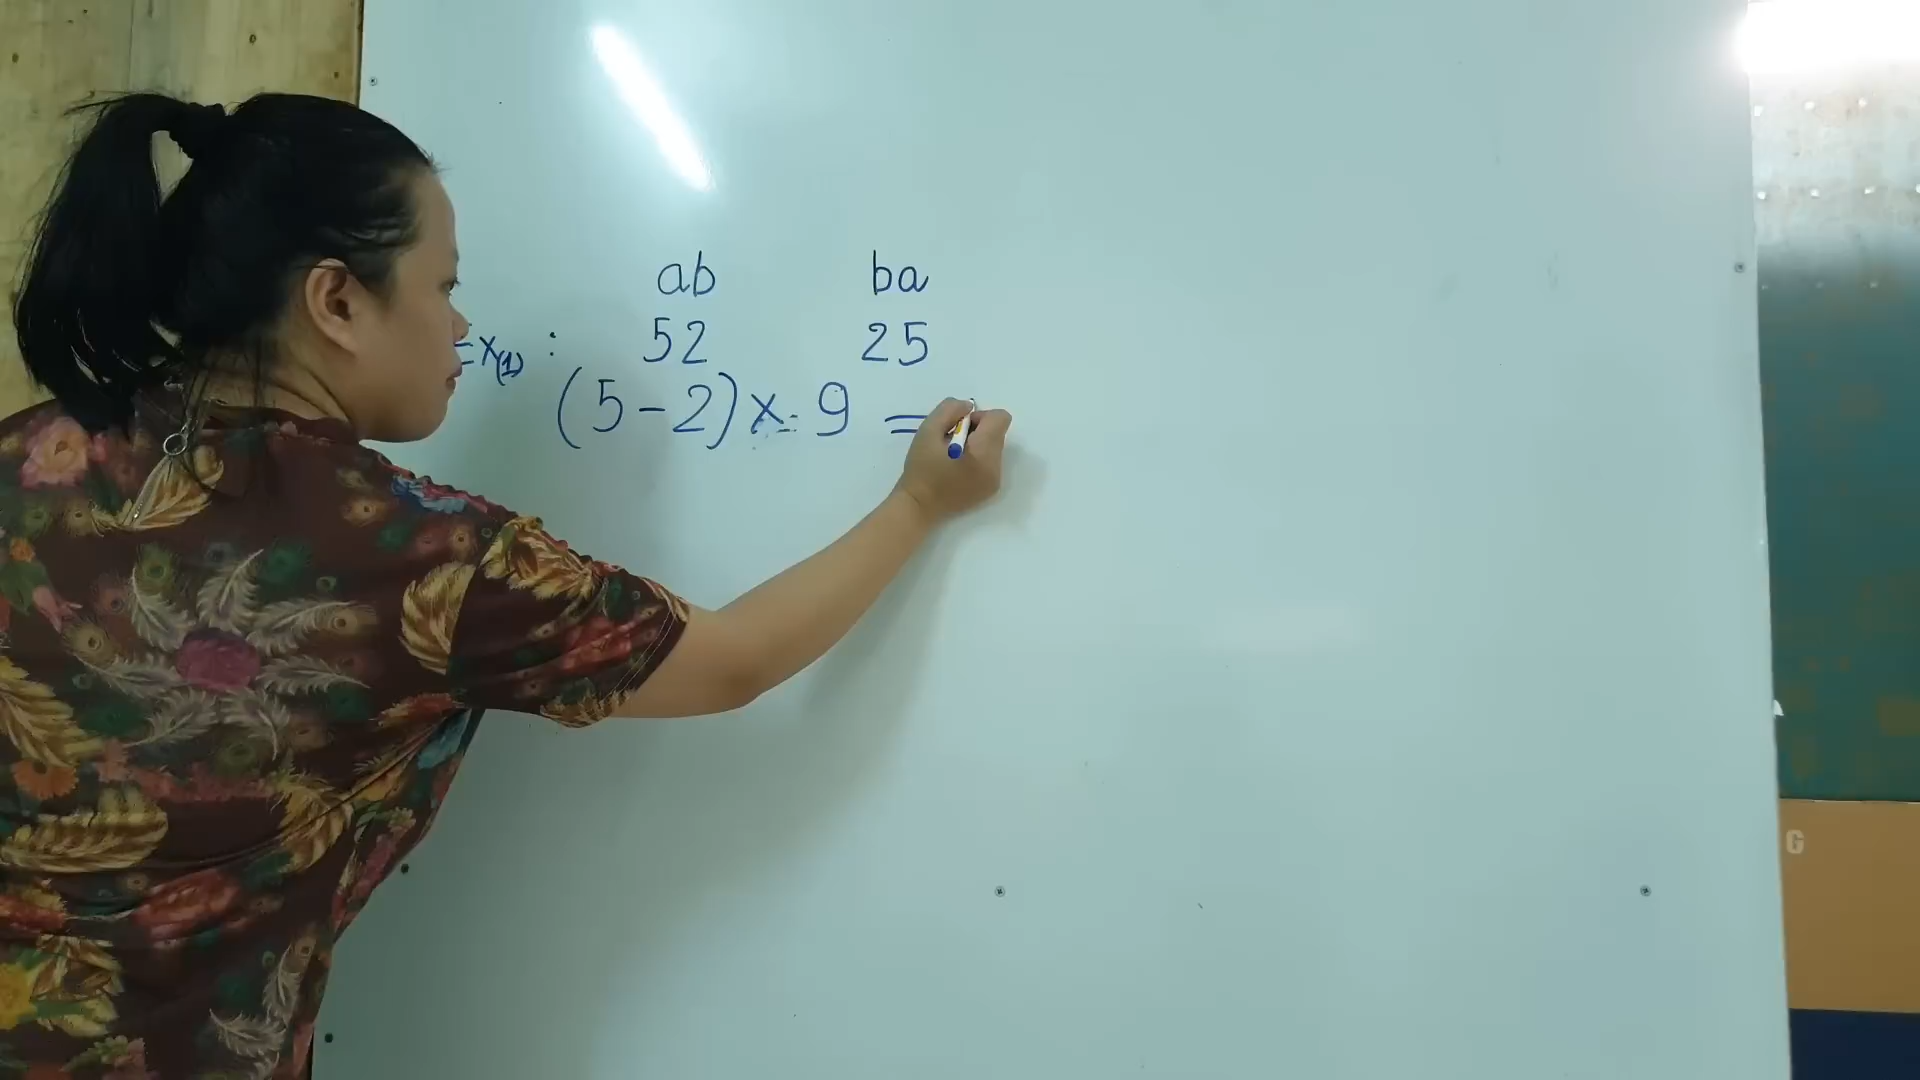 ab ba
Ex(1) : 52 25
(5-2) x 9 =
G